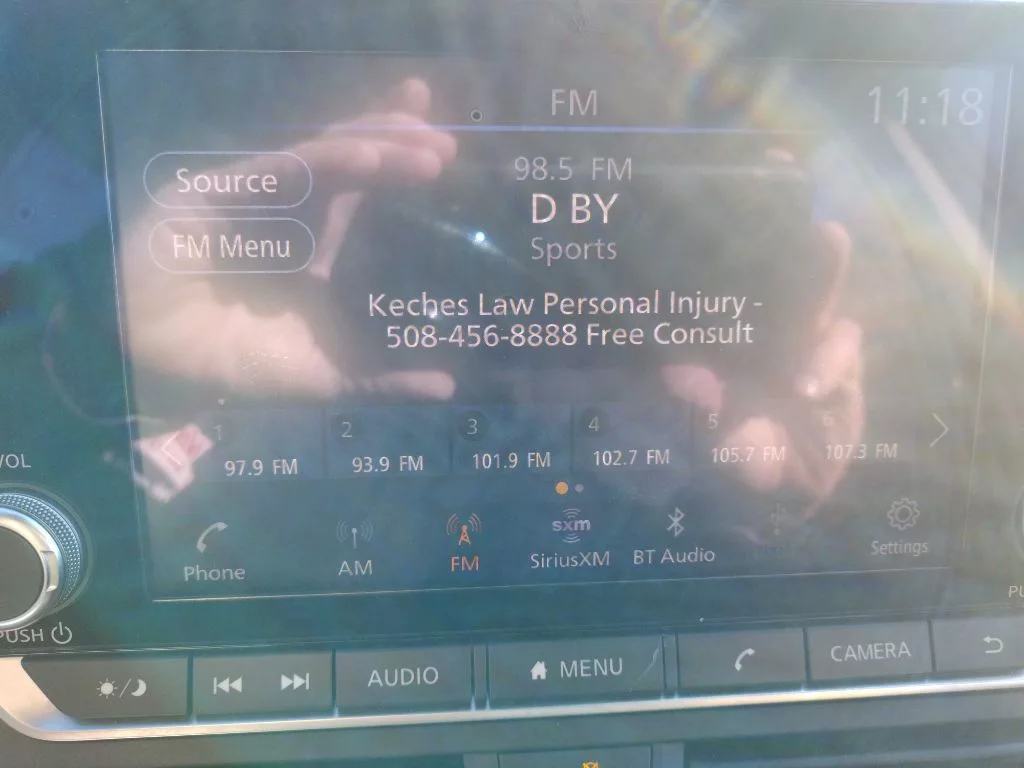 FM
11:18
Source
98.5 FM
D BY
FM Menu
Sports
Keches Law Personal Injury -
508-456-8888 Free Consult
1
2
3
4
5
6
97.9 FM
93.9 FM
101.9 FM
102.7 FM
105.7 FM
107.3 FM
VOL
sxm
Phone
AM
FM
SiriusXM
BT Audio
Settings
PUSH
PU
AUDIO
MENU
CAMERA